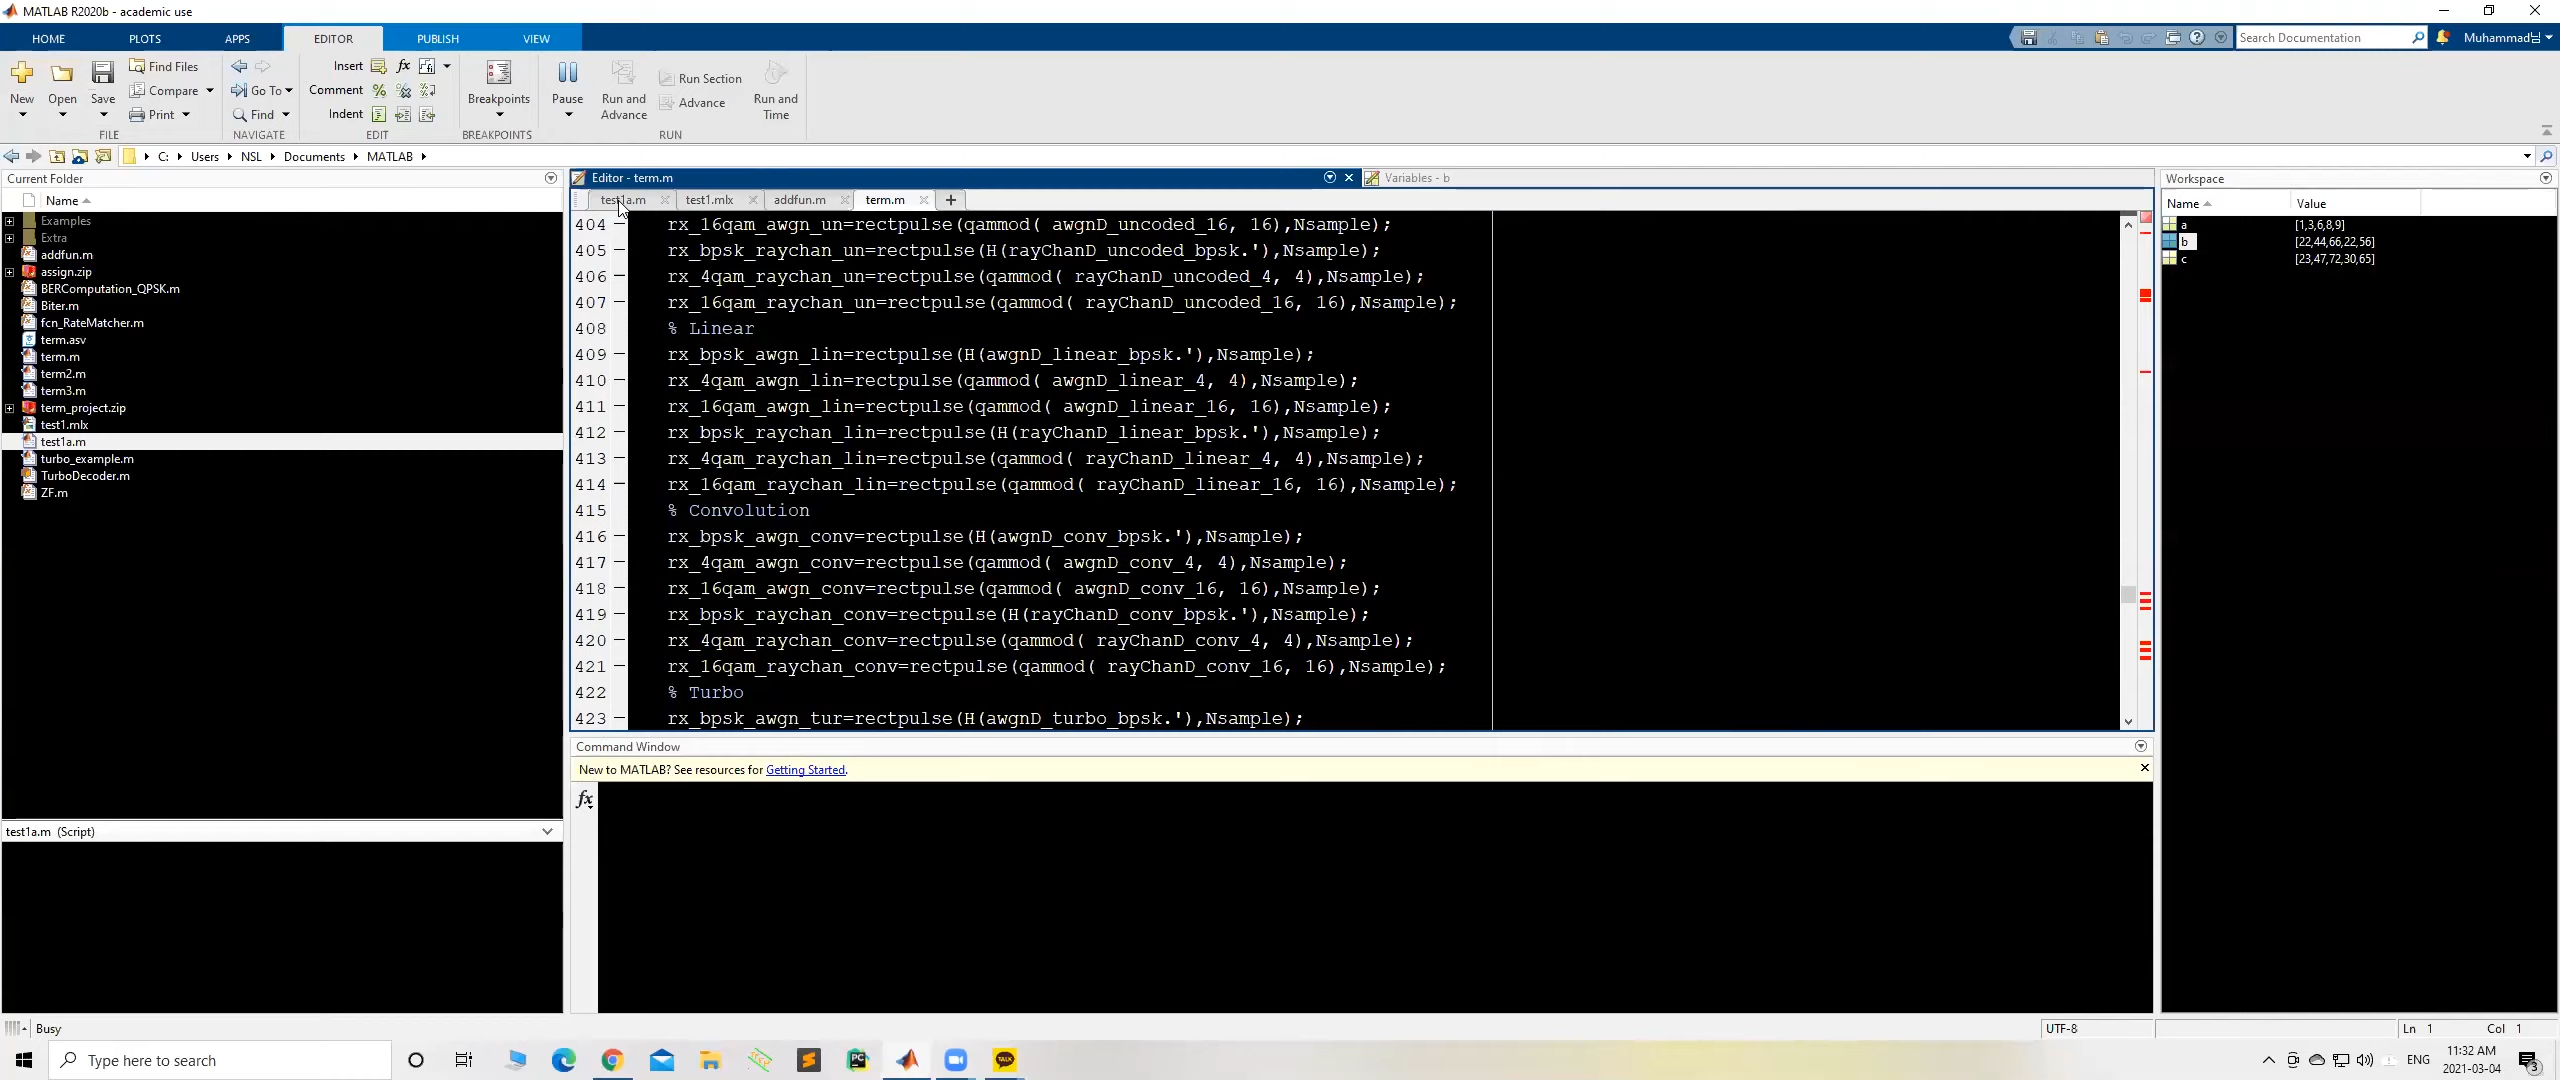 MATLAB R2020b - academic use
HOME PLOTS APPS EDITOR PUBLISH VIEW
Search Documentation
New Open Save Find Files Compare Print FILE
Go To Find NAVIGATE
Insert fx Comment Indent EDIT
Breakpoints BREAKPOINTS
Pause Run and Advance Run Section Advance Run and Time RUN
C: Users NSL Documents MATLAB
Current Folder
Name
Examples
Extra
addfun.m
assign.zip
BERComputation_QPSK.m
Biter.m
fcn_RateMatcher.m
term.asv
term.m
term2.m
term3.m
term_project.zip
test1.mlx
test1a.m
turbo_example.m
TurboDecoder.m
ZF.m
test1a.m (Script)
Editor - term.m
Variables - b
test1a.m test1.mlx addfun.m term.m
404 rx_16qam_awgn_un=rectpulse(qammod( awgnD_uncoded_16, 16),Nsample);
405 rx_bpsk_raychan_un=rectpulse(H(rayChanD_uncoded_bpsk.'),Nsample);
406 rx_4qam_raychan_un=rectpulse(qammod( rayChanD_uncoded_4, 4),Nsample);
407 rx_16qam_raychan_un=rectpulse(qammod( rayChanD_uncoded_16, 16),Nsample);
408 % Linear
409 rx_bpsk_awgn_lin=rectpulse(H(awgnD_linear_bpsk.'),Nsample);
410 rx_4qam_awgn_lin=rectpulse(qammod( awgnD_linear_4, 4),Nsample);
411 rx_16qam_awgn_lin=rectpulse(qammod( awgnD_linear_16, 16),Nsample);
412 rx_bpsk_raychan_lin=rectpulse(H(rayChanD_linear_bpsk.'),Nsample);
413 rx_4qam_raychan_lin=rectpulse(qammod( rayChanD_linear_4, 4),Nsample);
414 rx_16qam_raychan_lin=rectpulse(qammod( rayChanD_linear_16, 16),Nsample);
415 % Convolution
416 rx_bpsk_awgn_conv=rectpulse(H(awgnD_conv_bpsk.'),Nsample);
417 rx_4qam_awgn_conv=rectpulse(qammod( awgnD_conv_4, 4),Nsample);
418 rx_16qam_awgn_conv=rectpulse(qammod( awgnD_conv_16, 16),Nsample);
419 rx_bpsk_raychan_conv=rectpulse(H(rayChanD_conv_bpsk.'),Nsample);
420 rx_4qam_raychan_conv=rectpulse(qammod( rayChanD_conv_4, 4),Nsample);
421 rx_16qam_raychan_conv=rectpulse(qammod( rayChanD_conv_16, 16),Nsample);
422 % Turbo
423 rx_bpsk_awgn_tur=rectpulse(H(awgnD_turbo_bpsk.'),Nsample);
Command Window
New to MATLAB? See resources for Getting Started.
fx
Workspace
Name Value
a [1,3,6,8,9]
b [22,44,66,22,56]
c [23,47,72,30,65]
Busy
UTF-8
Ln 1 Col 1
Type here to search
PC
TALK
ENG
11:32 AM
2021-03-04
3